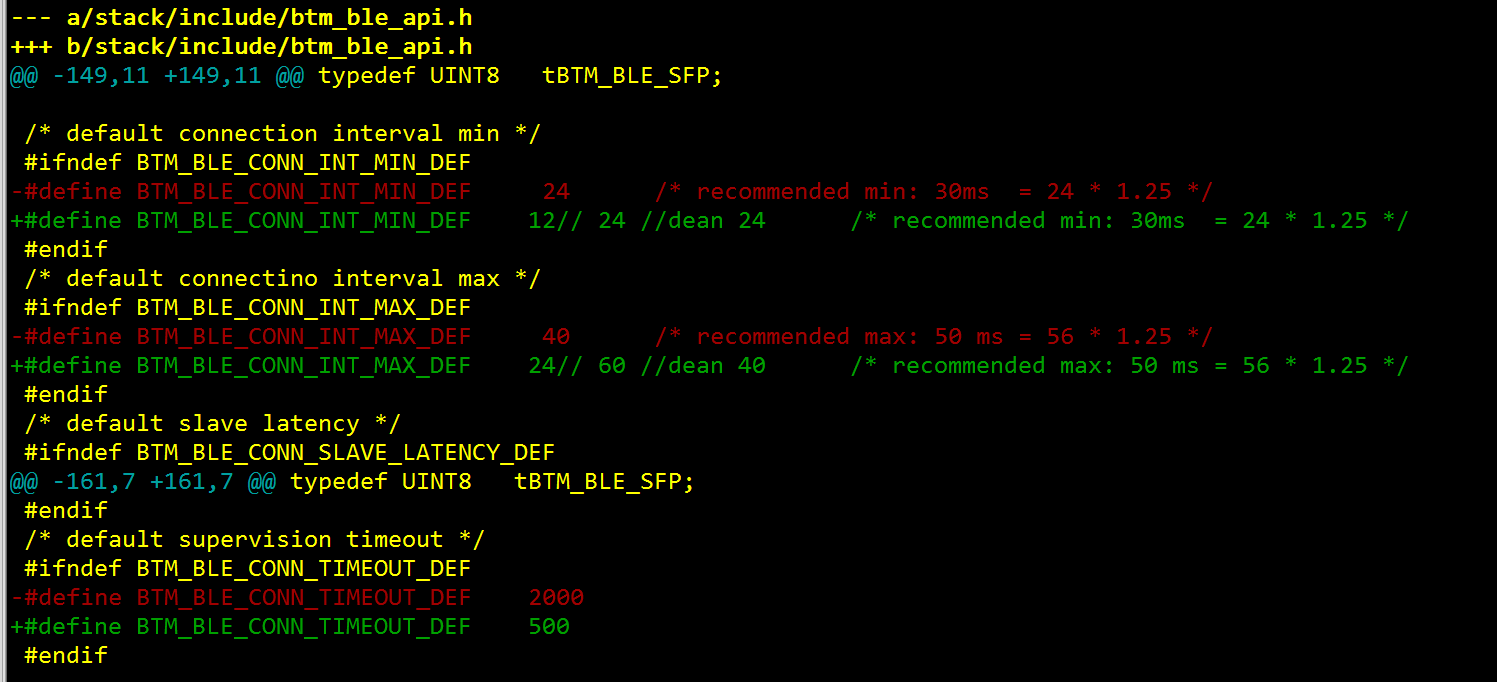 --- a/stack/include/btm_ble_api.h
+++ b/stack/include/btm_ble_api.h
@@ -149,11 +149,11 @@ typedef UINT8   tBTM_BLE_SFP;

 /* default connection interval min */
 #ifndef BTM_BLE_CONN_INT_MIN_DEF
-#define BTM_BLE_CONN_INT_MIN_DEF     24      /* recommended min: 30ms  = 24 * 1.25 */
+#define BTM_BLE_CONN_INT_MIN_DEF    12// 24 //dean 24      /* recommended min: 30ms  = 24 * 1.25 */
 #endif
 /* default connectino interval max */
 #ifndef BTM_BLE_CONN_INT_MAX_DEF
-#define BTM_BLE_CONN_INT_MAX_DEF     40      /* recommended max: 50 ms = 56 * 1.25 */
+#define BTM_BLE_CONN_INT_MAX_DEF    24// 60 //dean 40      /* recommended max: 50 ms = 56 * 1.25 */
 #endif
 /* default slave latency */
 #ifndef BTM_BLE_CONN_SLAVE_LATENCY_DEF
@@ -161,7 +161,7 @@ typedef UINT8   tBTM_BLE_SFP;
 #endif
 /* default supervision timeout */
 #ifndef BTM_BLE_CONN_TIMEOUT_DEF
-#define BTM_BLE_CONN_TIMEOUT_DEF    2000
+#define BTM_BLE_CONN_TIMEOUT_DEF    500
 #endif